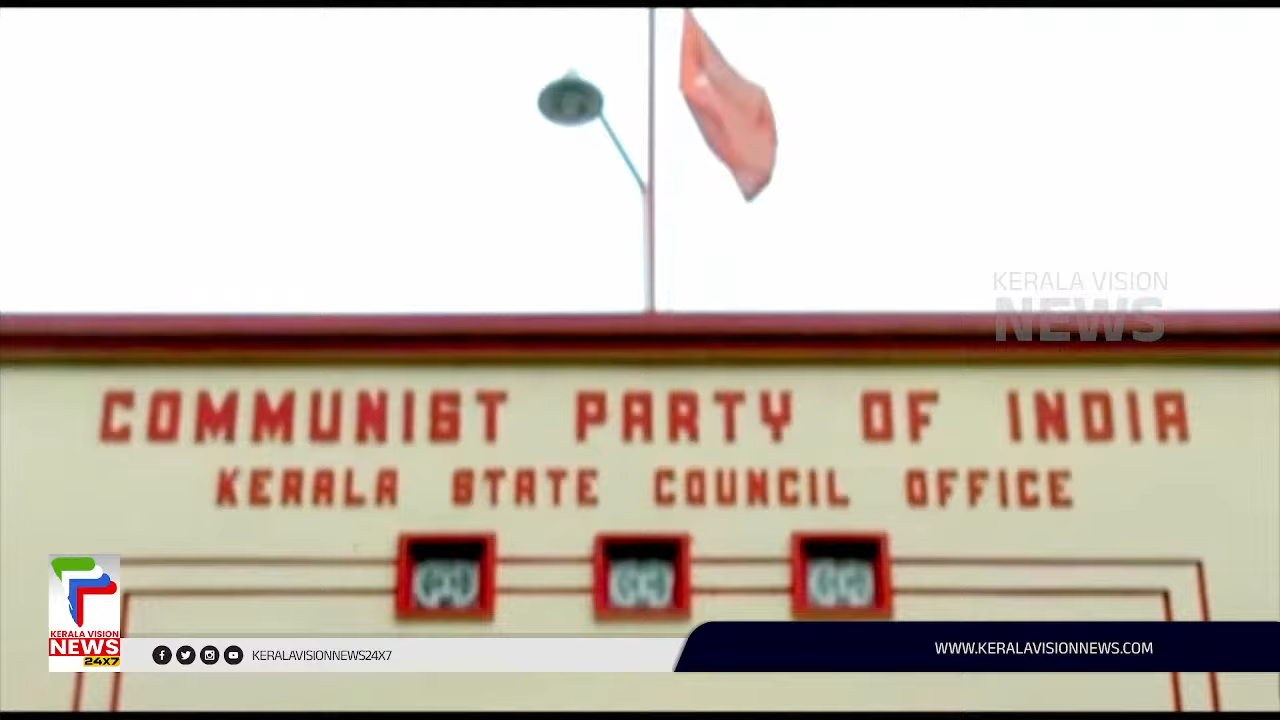 KERALA VISION
NEWS
COMMUNIST PARTY OF INDIA
KERALA STATE COUNCIL OFFICE
KERALA VISION
NEWS
24X7
KERALAVISIONNEWS24X7
WWW.KERALAVISIONNEWS.COM